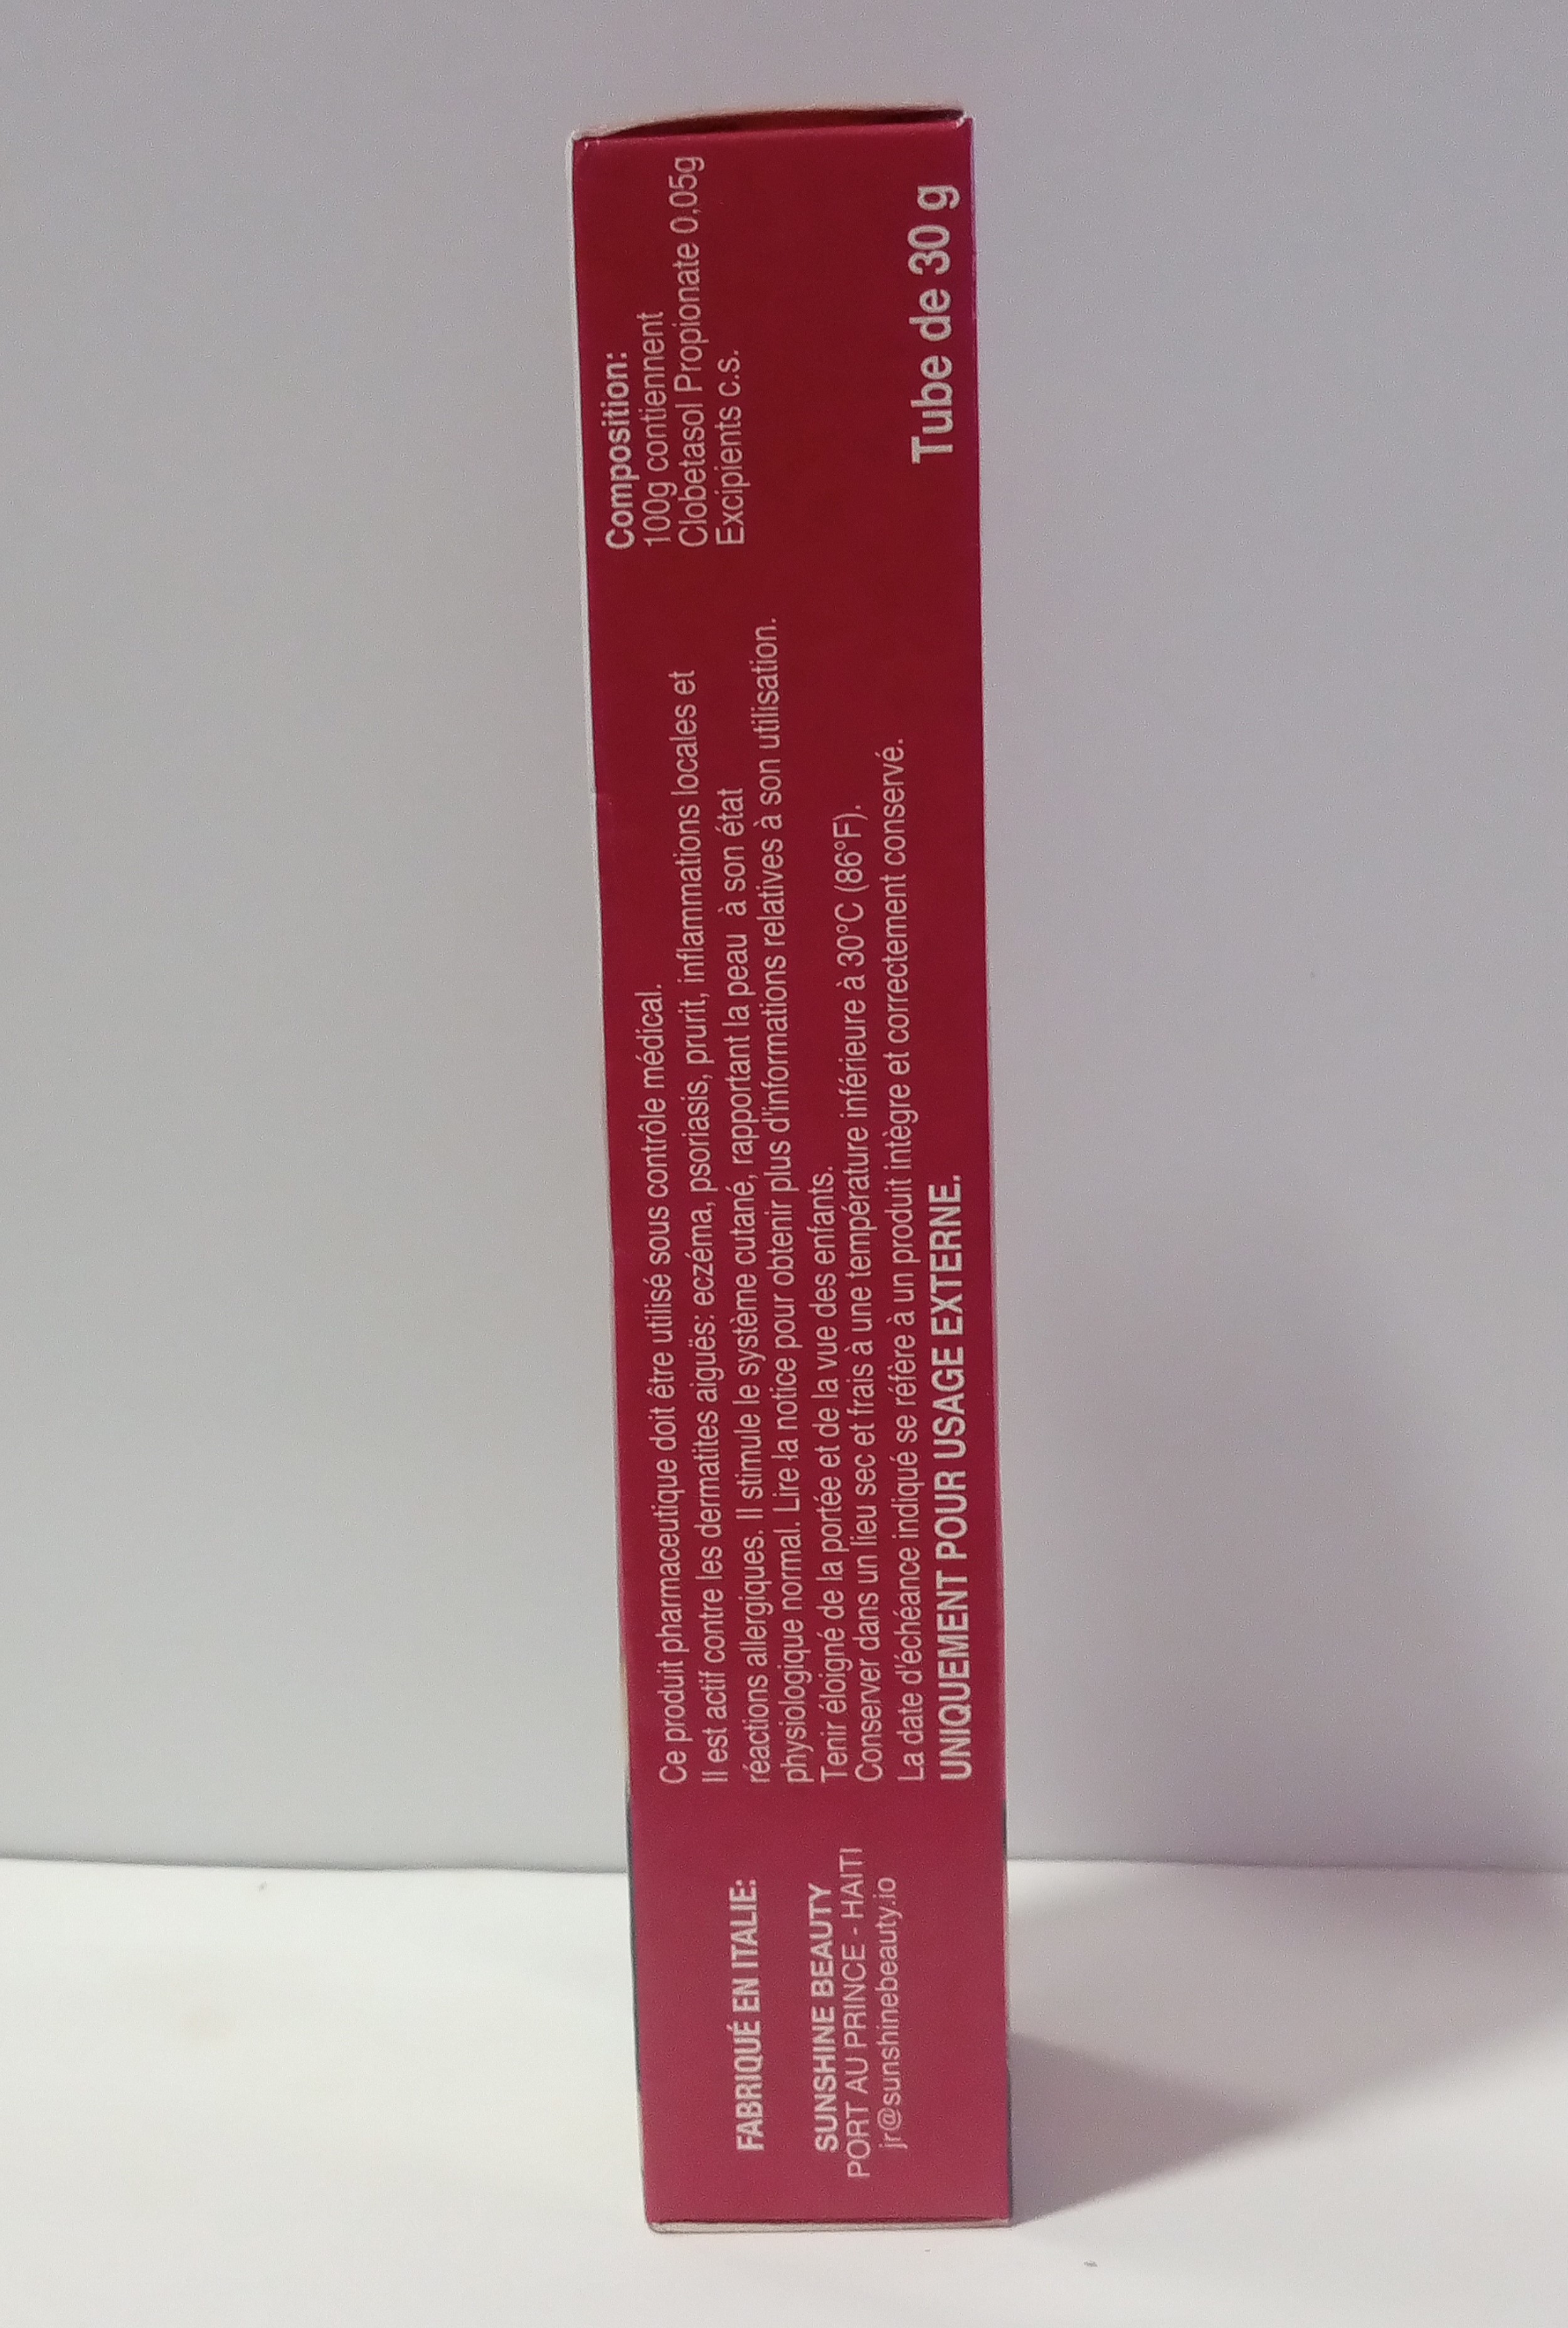 FABRIQUÉ EN ITALIE:
SUNSHINE BEAUTY
PORT AU PRINCE - HAITI
jr@sunshinebeauty.io
Ce produit pharmaceutique doit être utilisé sous contrôle médical.
Il est actif contre les dermatites aiguës: eczéma, psoriasis, prurit, inflammations locales et
réactions allergiques. Il stimule le système cutané, rapportant la peau à son état
physiologique normal. Lire la notice pour obtenir plus d'informations relatives à son utilisation.
Tenir éloigné de la portée et de la vue des enfants.
Conserver dans un lieu sec et frais à une température inférieure à 30°C (86°F).
La date d'échéance indiqué se réfère à un produit intègre et correctement conservé.
UNIQUEMENT POUR USAGE EXTERNE.
Composition:
100g contiennent
Clobetasol Propionate 0,05g
Excipients c.s.
Tube de 30 g